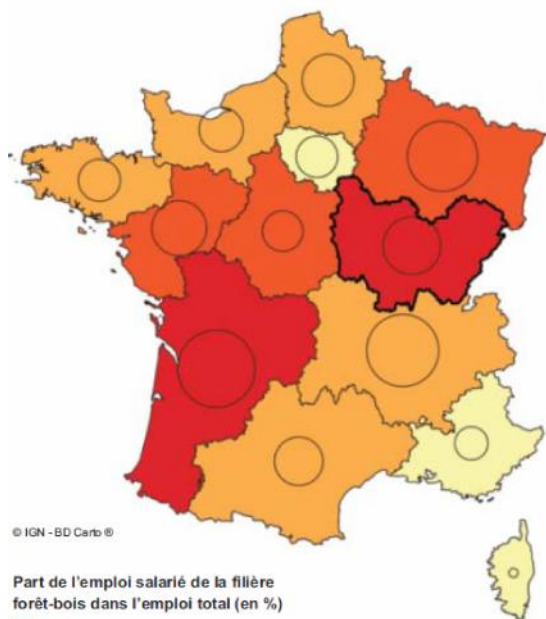 © IGN - BD Carto ®
Part de l'emploi salarié de la filière
forêt-bois dans l'emploi total (en %)